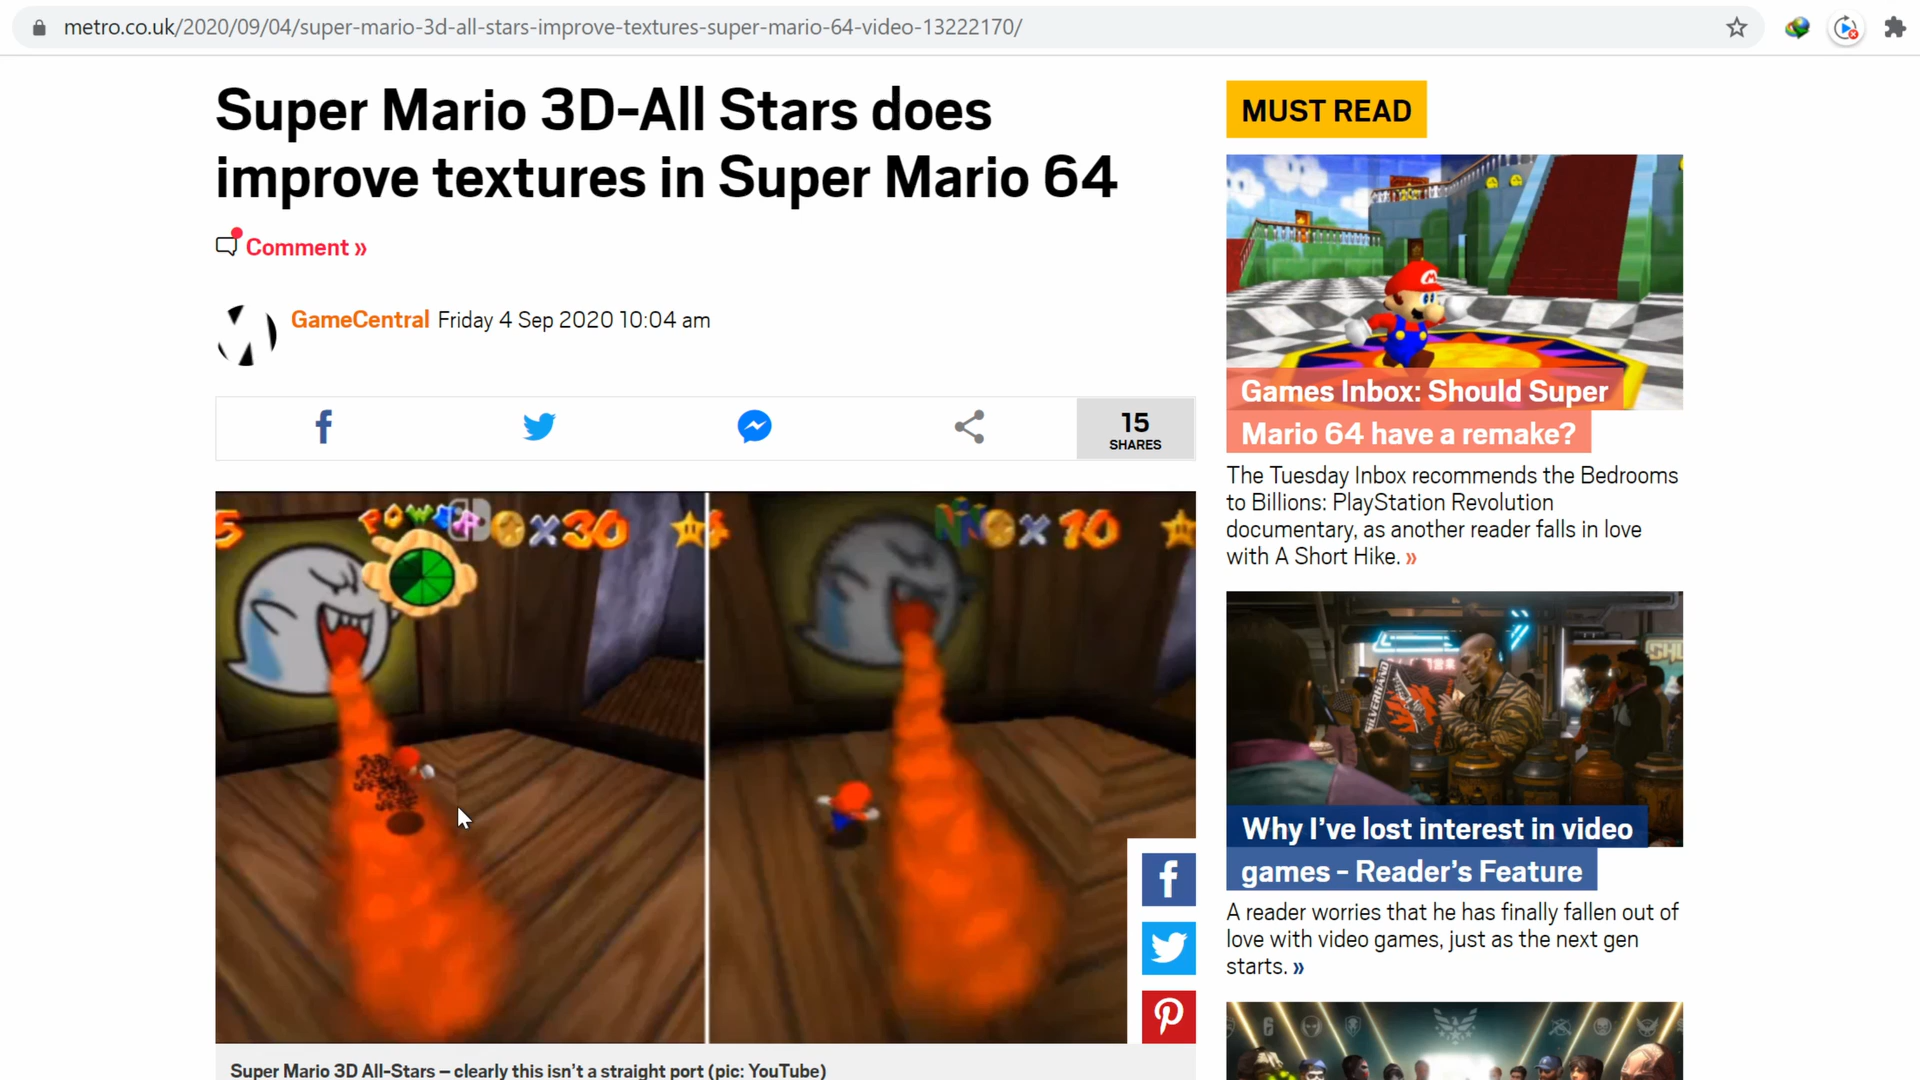 metro.co.uk/2020/09/04/super-mario-3d-all-stars-improve-textures-super-mario-64-video-13222170/
Super Mario 3D-All Stars does
improve textures in Super Mario 64
Comment »
GameCentral Friday 4 Sep 2020 10:04 am
15
SHARES
5 POWER x30
x10
Super Mario 3D All-Stars – clearly this isn't a straight port (pic: YouTube)
MUST READ
Games Inbox: Should Super
Mario 64 have a remake?
The Tuesday Inbox recommends the Bedrooms
to Billions: PlayStation Revolution
documentary, as another reader falls in love
with A Short Hike. »
SILVERHAND
Why I've lost interest in video
games – Reader's Feature
A reader worries that he has finally fallen out of
love with video games, just as the next gen
starts. »